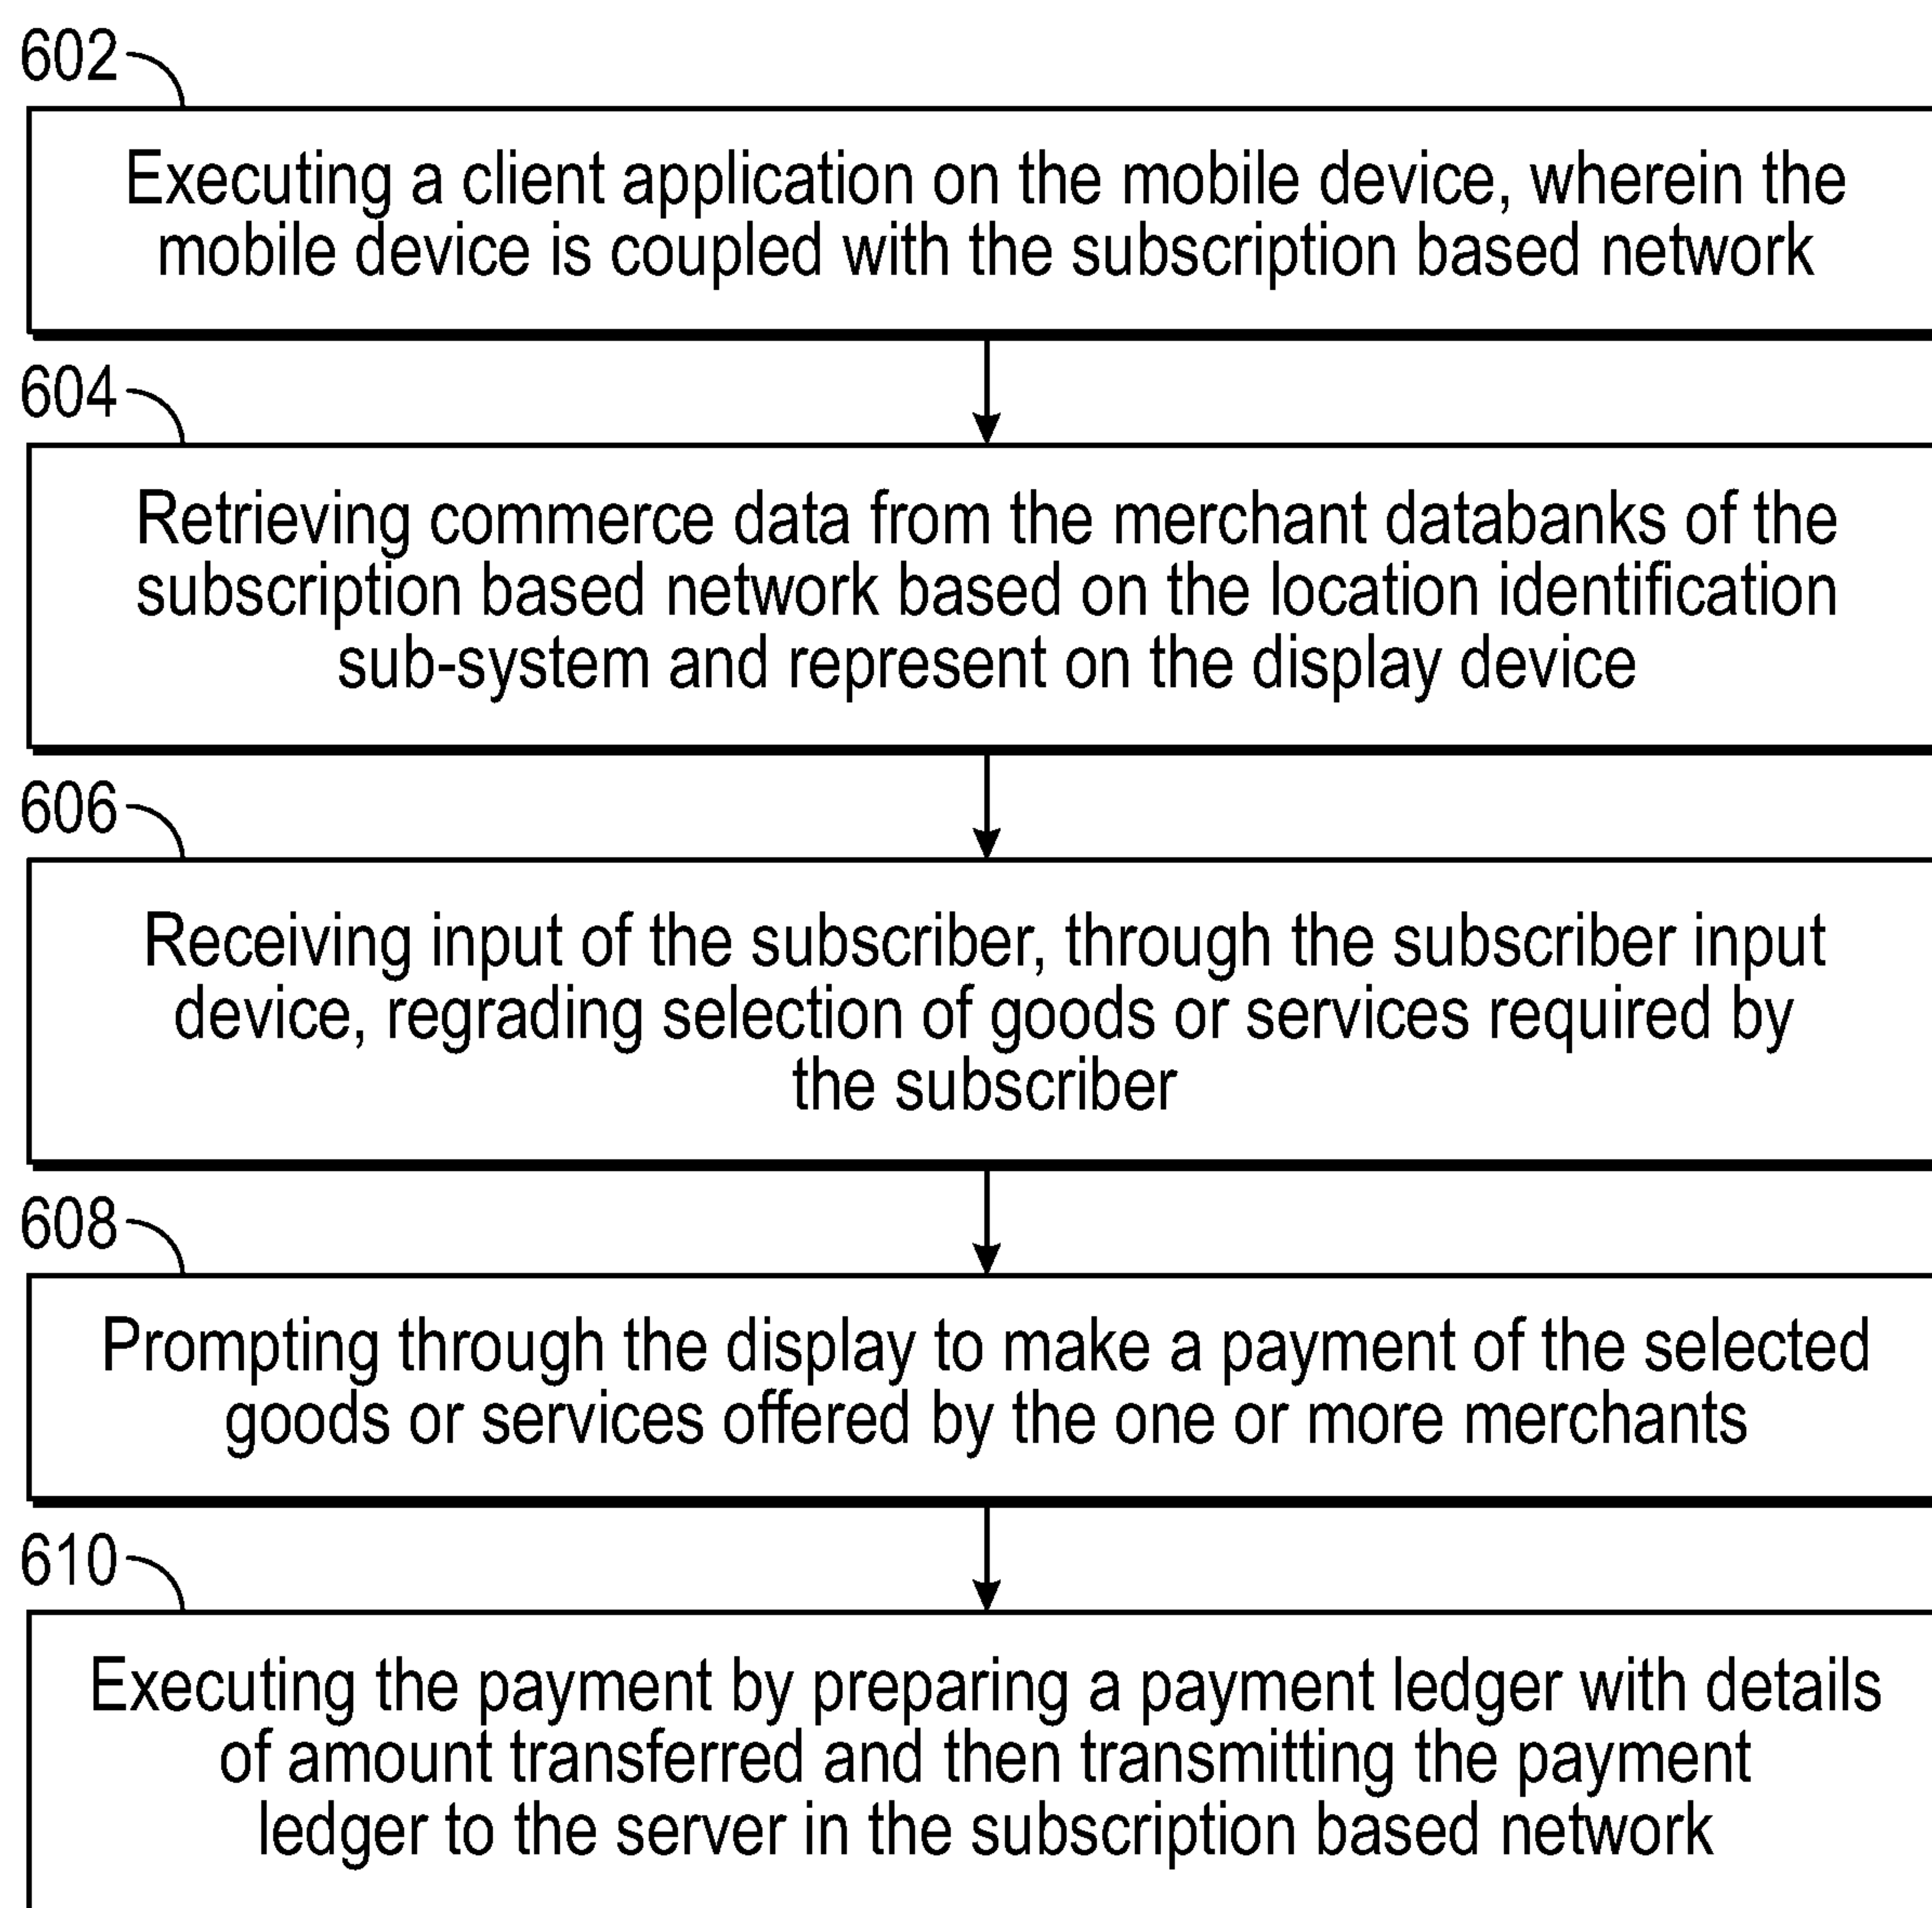 602
Executing a client application on the mobile device, wherein the
mobile device is coupled with the subscription based network
604
Retrieving commerce data from the merchant databanks of the
subscription based network based on the location identification
sub-system and represent on the display device
606
Receiving input of the subscriber, through the subscriber input
device, regrading selection of goods or services required by
the subscriber
608
Prompting through the display to make a payment of the selected
goods or services offered by the one or more merchants
610
Executing the payment by preparing a payment ledger with details
of amount transferred and then transmitting the payment
ledger to the server in the subscription based network